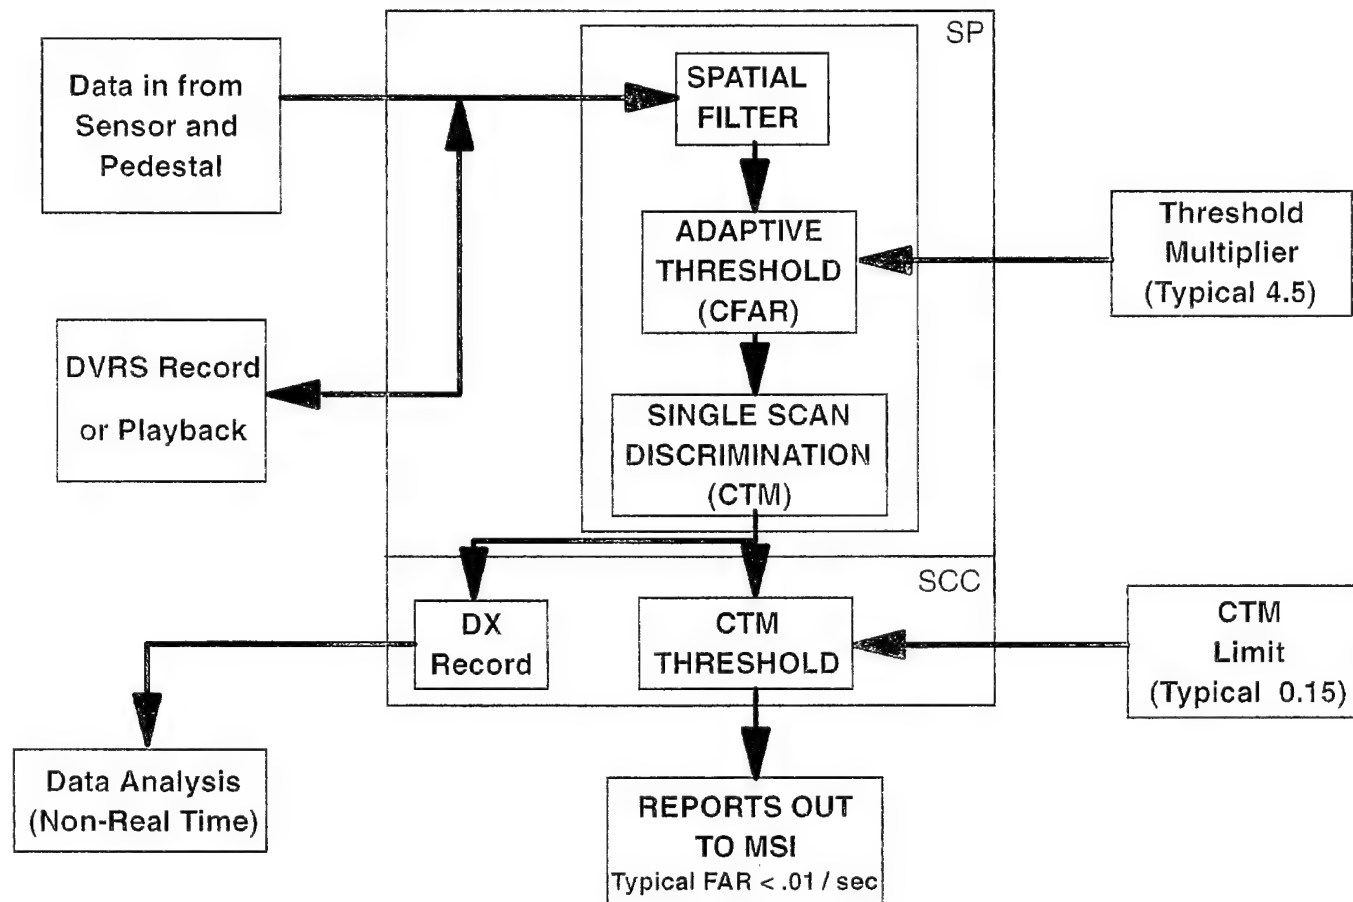 SP
Data in from
Sensor and
Pedestal
SPATIAL
FILTER
ADAPTIVE
THRESHOLD
(CFAR)
Threshold
Multiplier
(Typical 4.5)
DVRS Record
or Playback
SINGLE SCAN
DISCRIMINATION
(CTM)
SCC
DX
Record
CTM
THRESHOLD
CTM
Limit
(Typical 0.15)
Data Analysis
(Non-Real Time)
REPORTS OUT
TO MSI
Typical FAR < .01 / sec